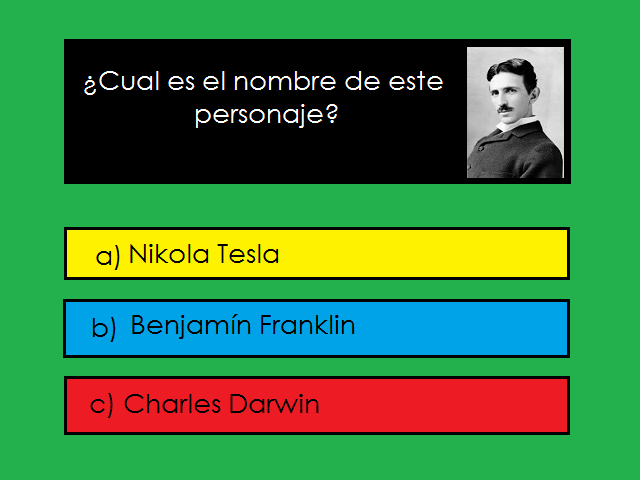 ¿Cual es el nombre de este
personaje?
a) Nikola Tesla
b) Benjamín Franklin
c) Charles Darwin